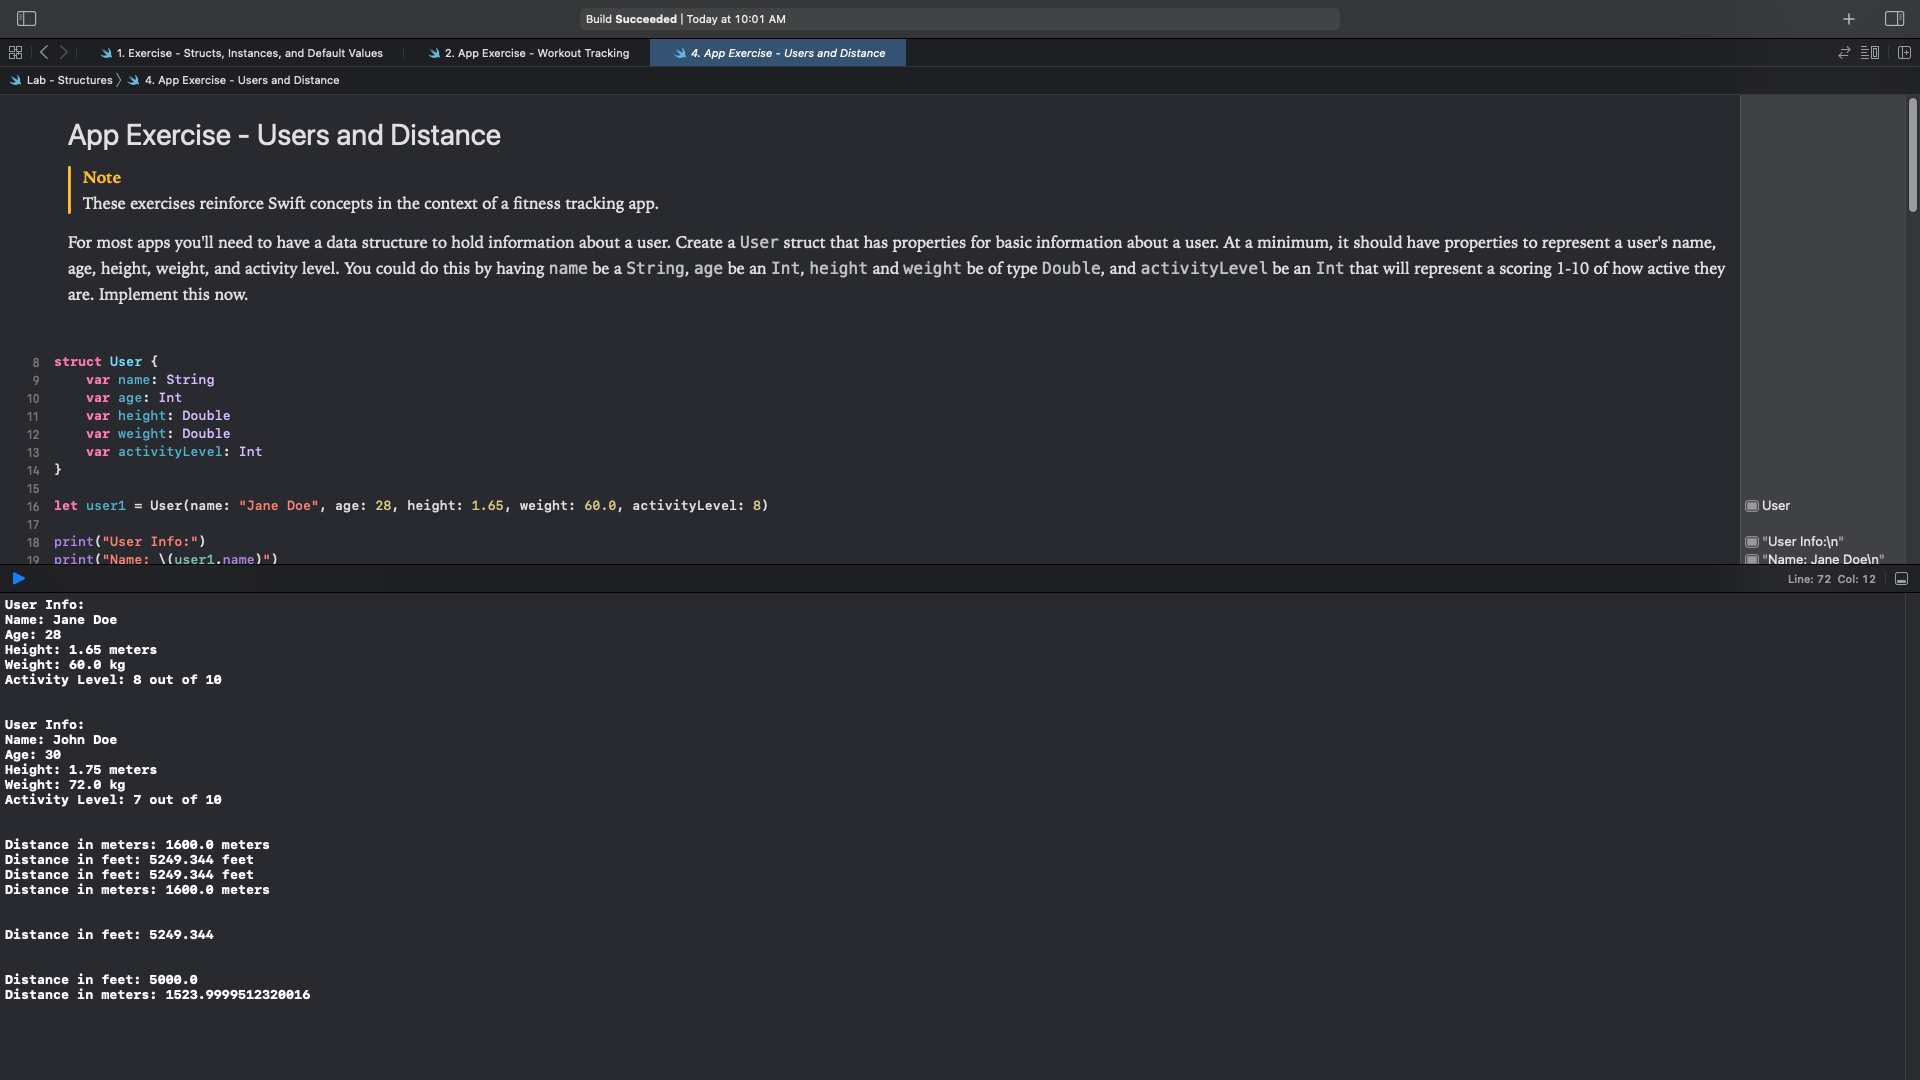 Build Succeeded | Today at 10:01 AM
1. Exercise - Structs, Instances, and Default Values
2. App Exercise - Workout Tracking
4. App Exercise - Users and Distance
Lab - Structures
4. App Exercise - Users and Distance
App Exercise - Users and Distance
Note
These exercises reinforce Swift concepts in the context of a fitness tracking app.
For most apps you'll need to have a data structure to hold information about a user. Create a User struct that has properties for basic information about a user. At a minimum, it should have properties to represent a user's name,
age, height, weight, and activity level. You could do this by having name be a String, age be an Int, height and weight be of type Double, and activityLevel be an Int that will represent a scoring 1-10 of how active they
are. Implement this now.
8 struct User {
9 var name: String
10 var age: Int
11 var height: Double
12 var weight: Double
13 var activityLevel: Int
14 }
15
16 let user1 = User(name: "Jane Doe", age: 28, height: 1.65, weight: 60.0, activityLevel: 8)
User
17
18 print("User Info:")
"User Info:\n"
19 print("Name: \(user1.name)")
"Name: Jane Doe\n"
Line: 72 Col: 12
User Info:
Name: Jane Doe
Age: 28
Height: 1.65 meters
Weight: 60.0 kg
Activity Level: 8 out of 10
User Info:
Name: John Doe
Age: 30
Height: 1.75 meters
Weight: 72.0 kg
Activity Level: 7 out of 10
Distance in meters: 1600.0 meters
Distance in feet: 5249.344 feet
Distance in feet: 5249.344 feet
Distance in meters: 1600.0 meters
Distance in feet: 5249.344
Distance in feet: 5000.0
Distance in meters: 1523.9999512320016